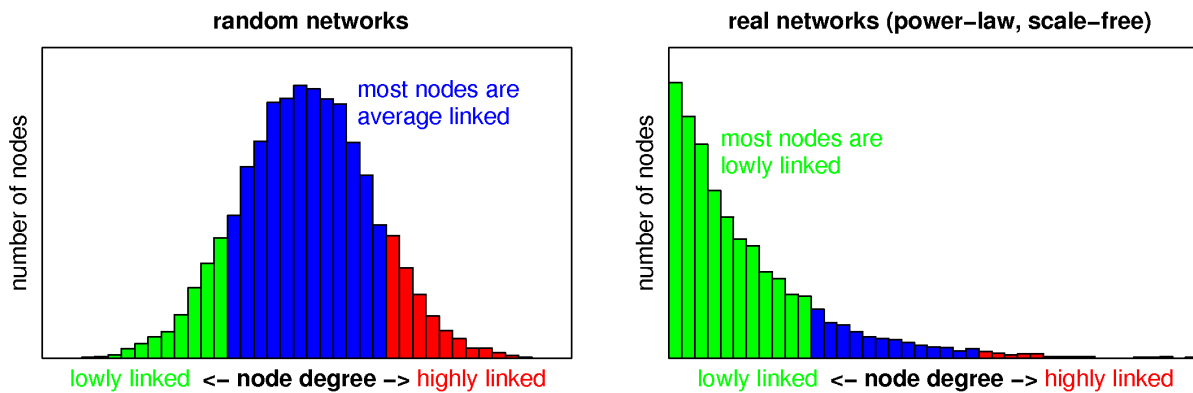 random networks
number of nodes
most nodes are
average linked
lowly linked <− node degree −> highly linked
real networks (power−law, scale−free)
number of nodes
most nodes are
lowly linked
lowly linked <− node degree −> highly linked